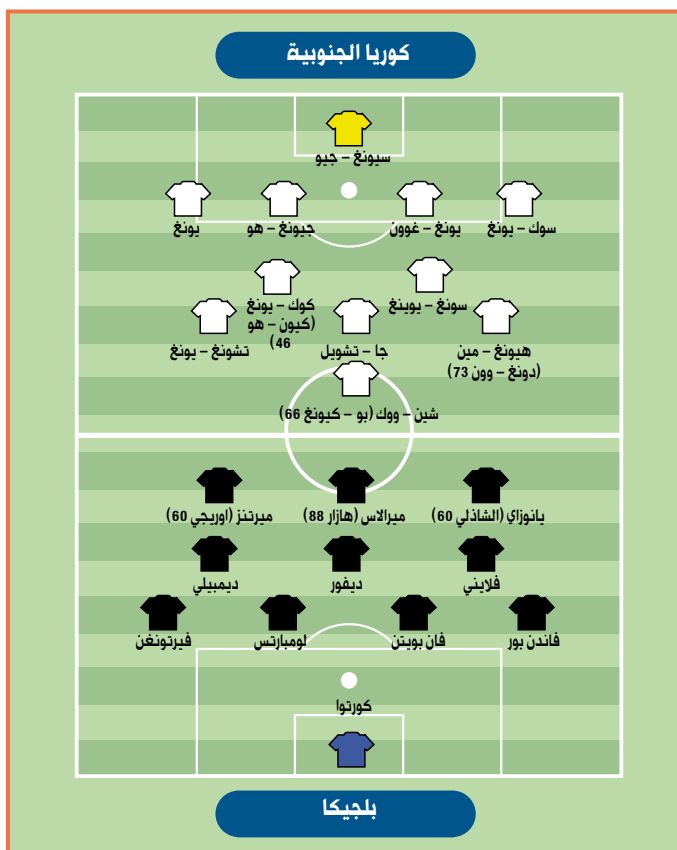 كوريا الجنوبية
سيونغ – جيو
سوك – يونغ
يونغ – غوون
جيونغ – هو
يونغ
سونغ – يوينغ
كوك – يونغ
(كيون – هو
46)
هيونغ – مين
(دونغ – وون 73)
جا – تشويل
تشونغ – يونغ
شين – ووك (بو – كيونغ 66)
يانوزاي (الشاذلي 60)
ميرالاس (هازار 88)
ميرتنز (اوريجي 60)
فلايني
ديفور
ديمبيلي
فاندن بور
فان بويتن
لومبارتس
فيرتونغن
كورتوا
بلجيكا